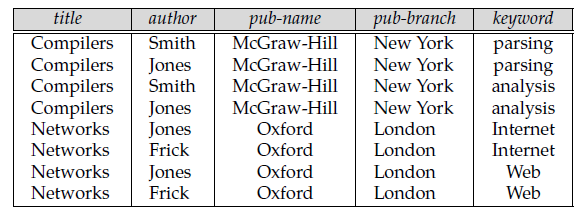 title author pub-name pub-branch keyword
Compilers Smith McGraw-Hill New York parsing
Compilers Jones McGraw-Hill New York parsing
Compilers Smith McGraw-Hill New York analysis
Compilers Jones McGraw-Hill New York analysis
Networks Jones Oxford London Internet
Networks Frick Oxford London Internet
Networks Jones Oxford London Web
Networks Frick Oxford London Web